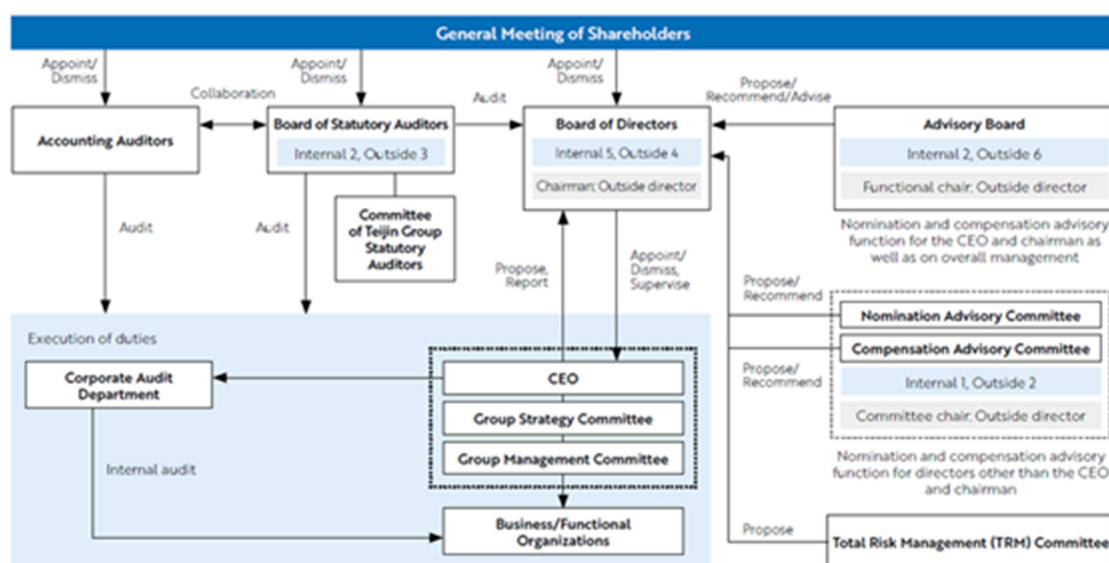 General Meeting of Shareholders
Appoint/
Dismiss
Appoint/
Dismiss
Appoint/
Dismiss
Collaboration
Audit
Propose/
Recommend/Advise
Accounting Auditors
Board of Statutory Auditors
Internal 2, Outside 3
Board of Directors
Internal 5, Outside 4
Chairman: Outside director
Advisory Board
Internal 2, Outside 6
Functional chair: Outside director
Nomination and compensation advisory
function for the CEO and chairman as
well as on overall management
Committee
of Teijin Group
Statutory
Auditors
Audit
Audit
Propose,
Report
Appoint/
Dismiss,
Supervise
Propose/
Recommend
Nomination Advisory Committee
Compensation Advisory Committee
Propose/
Recommend
Internal 1, Outside 2
Committee chair: Outside director
Nomination and compensation advisory
function for directors other than the CEO
and chairman
Execution of duties
Corporate Audit
Department
CEO
Group Strategy Committee
Group Management Committee
Internal audit
Business/Functional
Organizations
Propose
Total Risk Management (TRM) Committee